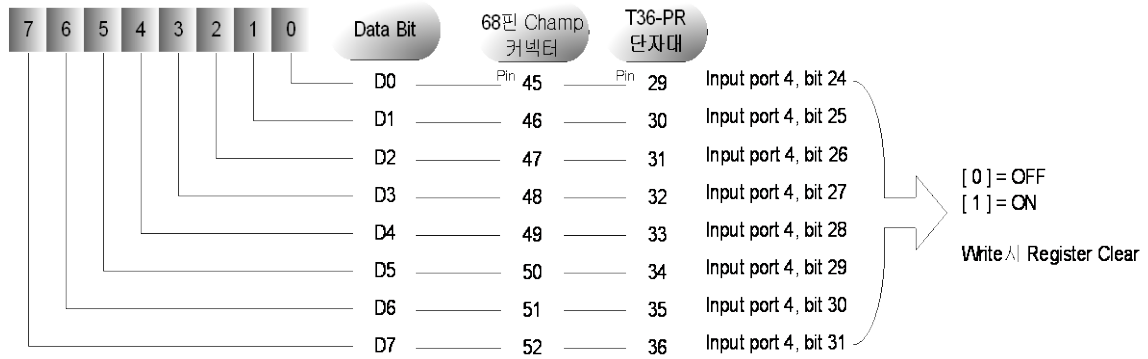 7 6 5 4 3 2 1 0 Data Bit 68핀 Champ 커넥터 T36-PR 단자대
D0 Pin 45 Pin 29 Input port 4, bit 24
D1 46 30 Input port 4, bit 25
D2 47 31 Input port 4, bit 26
D3 48 32 Input port 4, bit 27
D4 49 33 Input port 4, bit 28
D5 50 34 Input port 4, bit 29
D6 51 35 Input port 4, bit 30
D7 52 36 Input port 4, bit 31
[ 0 ] = OFF
[ 1 ] = ON
Write시 Register Clear